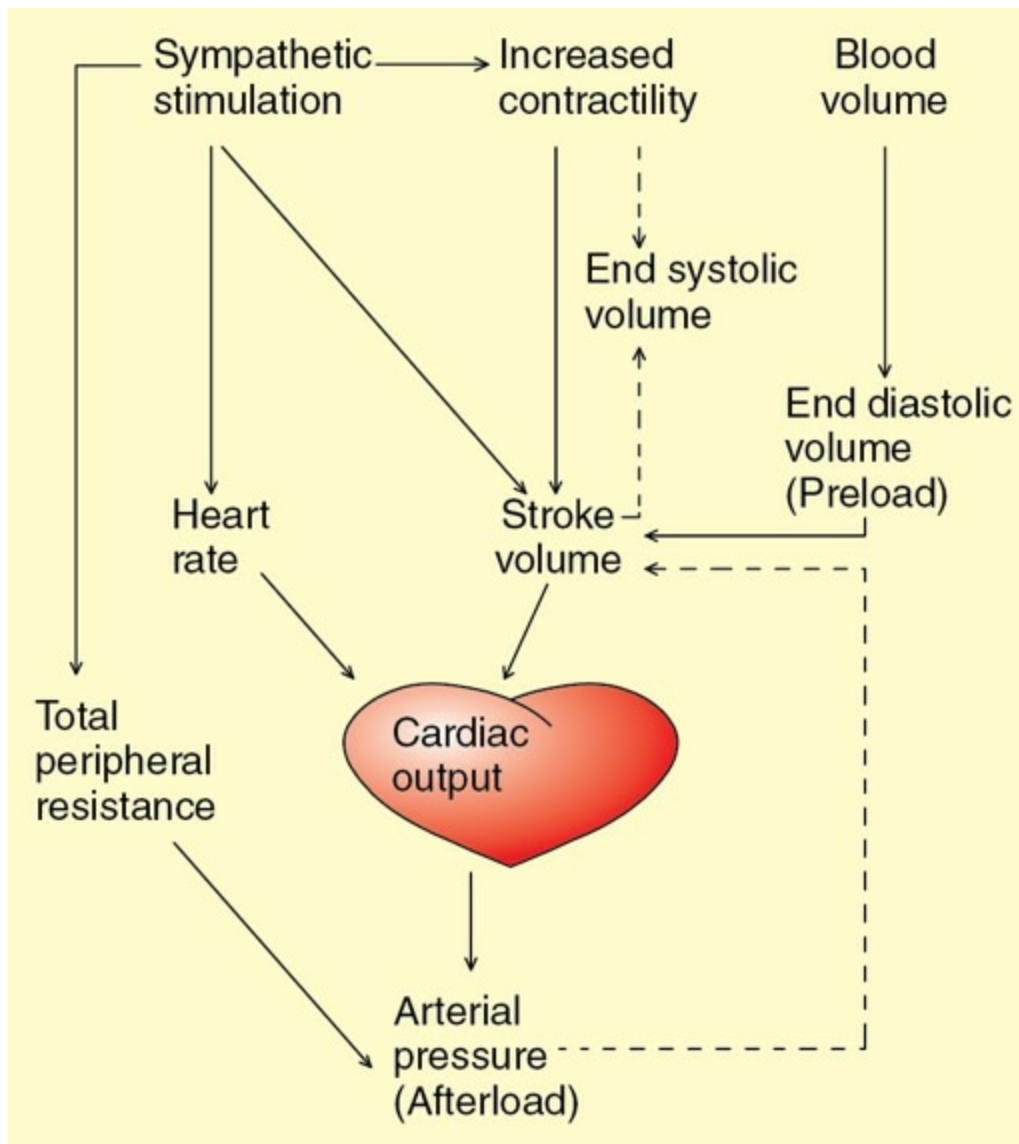 Sympathetic
stimulation
Increased
contractility
Blood
volume
End systolic
volume
End diastolic
volume
(Preload)
Heart
rate
Stroke
volume
Total
peripheral
resistance
Cardiac
output
Arterial
pressure
(Afterload)